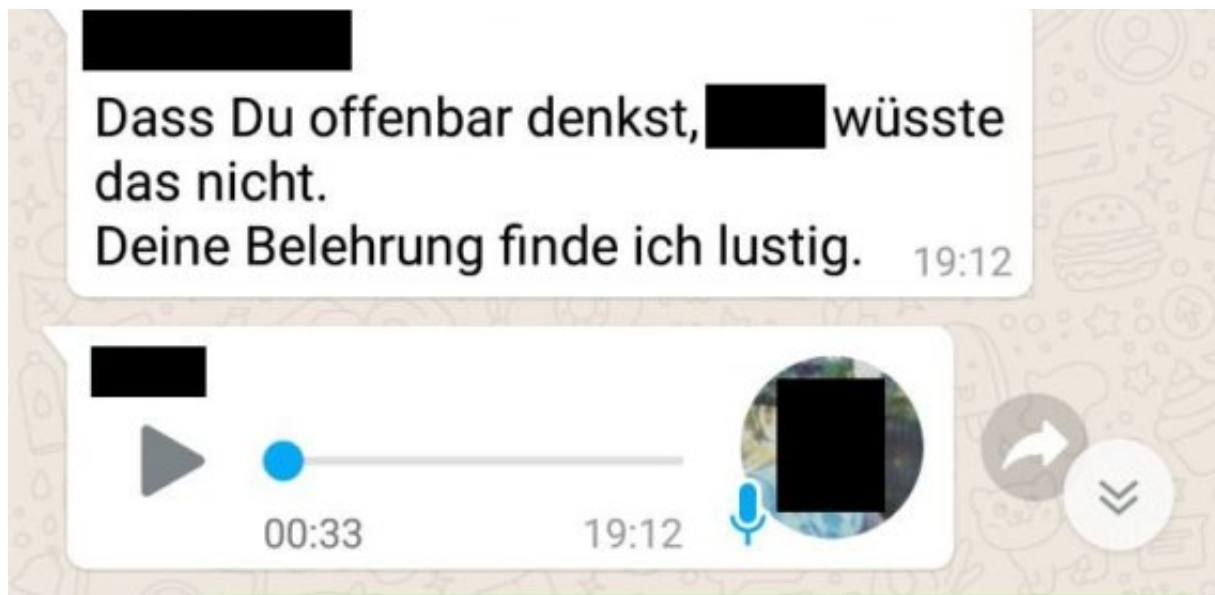 Dass Du offenbar denkst, wüsste
das nicht.
Deine Belehrung finde ich lustig. 19:12
00:33 19:12